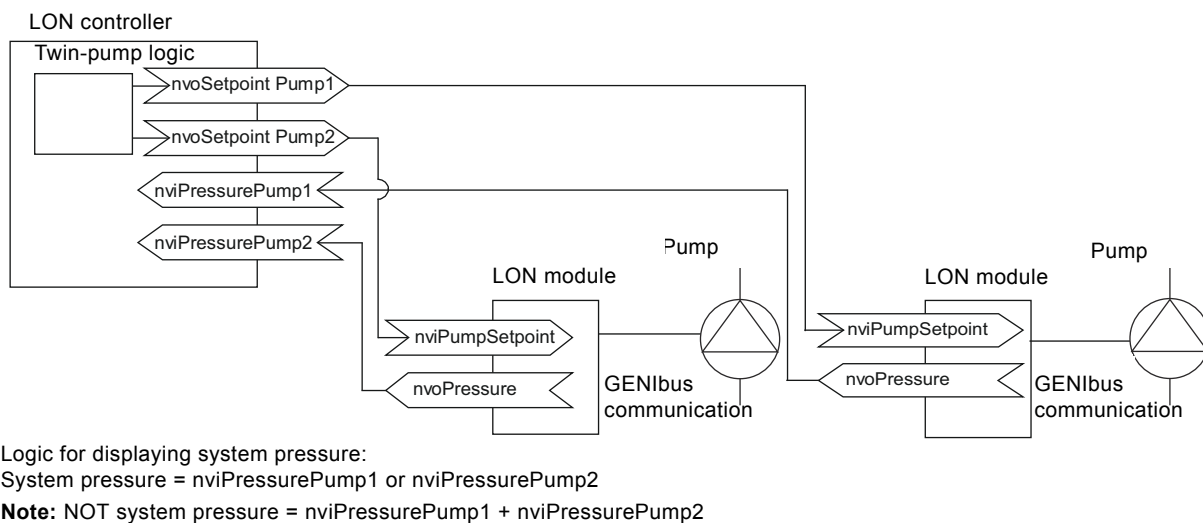 LON controller
Twin-pump logic
nvoSetpoint Pump1
nvoSetpoint Pump2
nviPressurePump1
nviPressurePump2
Pump
LON module
nviPumpSetpoint
nvoPressure
GENIbus
communication
Pump
LON module
nviPumpSetpoint
nvoPressure
GENIbus
communication
Logic for displaying system pressure:
System pressure = nviPressurePump1 or nviPressurePump2
Note: NOT system pressure = nviPressurePump1 + nviPressurePump2